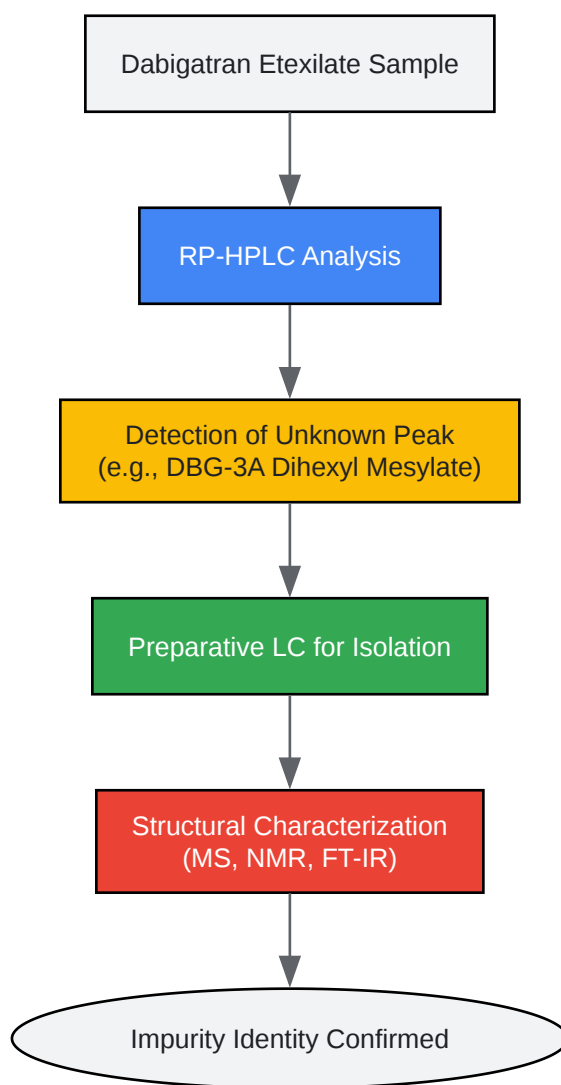 Dabigatran Etexilate Sample
RP-HPLC Analysis
Detection of Unknown Peak
(e.g., DBG-3A Dihexyl Mesylate)
Preparative LC for Isolation
Structural Characterization
(MS, NMR, FT-IR)
Impurity Identity Confirmed